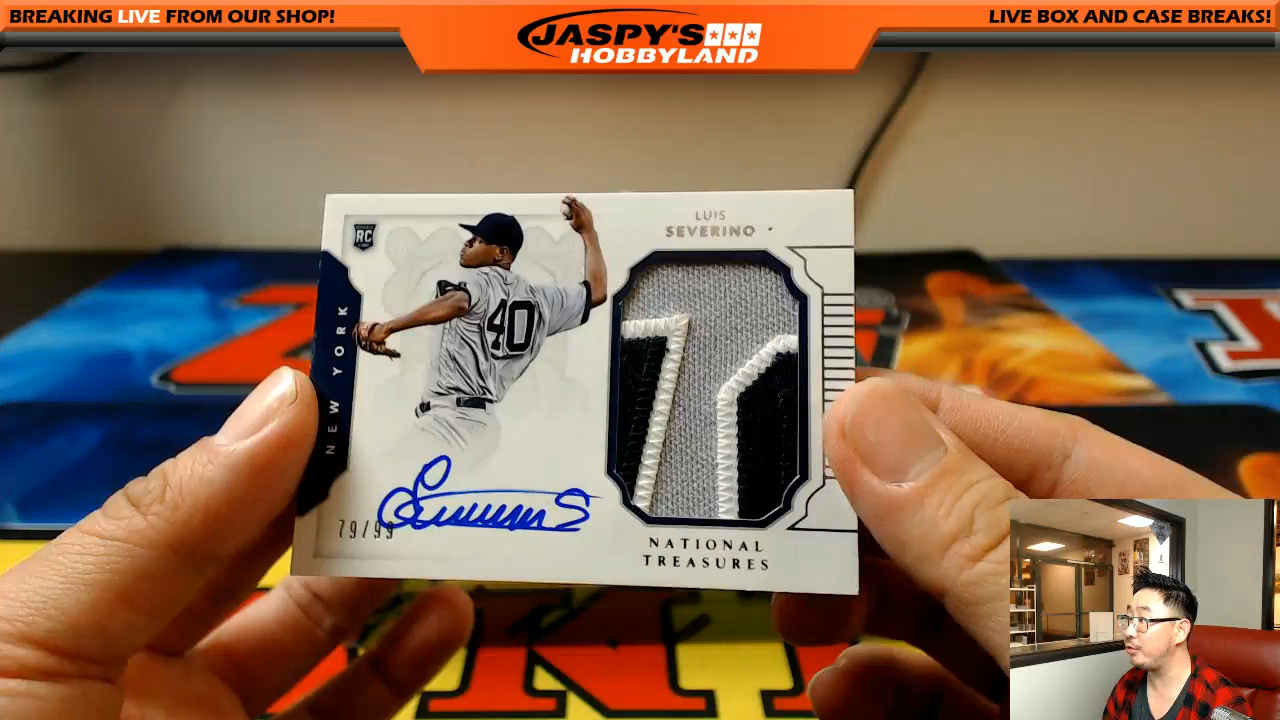 BREAKING LIVE FROM OUR SHOP!
JASPY'S
HOBBYLAND
LIVE BOX AND CASE BREAKS!
RC
LUIS
SEVERINO
NEW YORK
40
79/99
NATIONAL
TREASURES